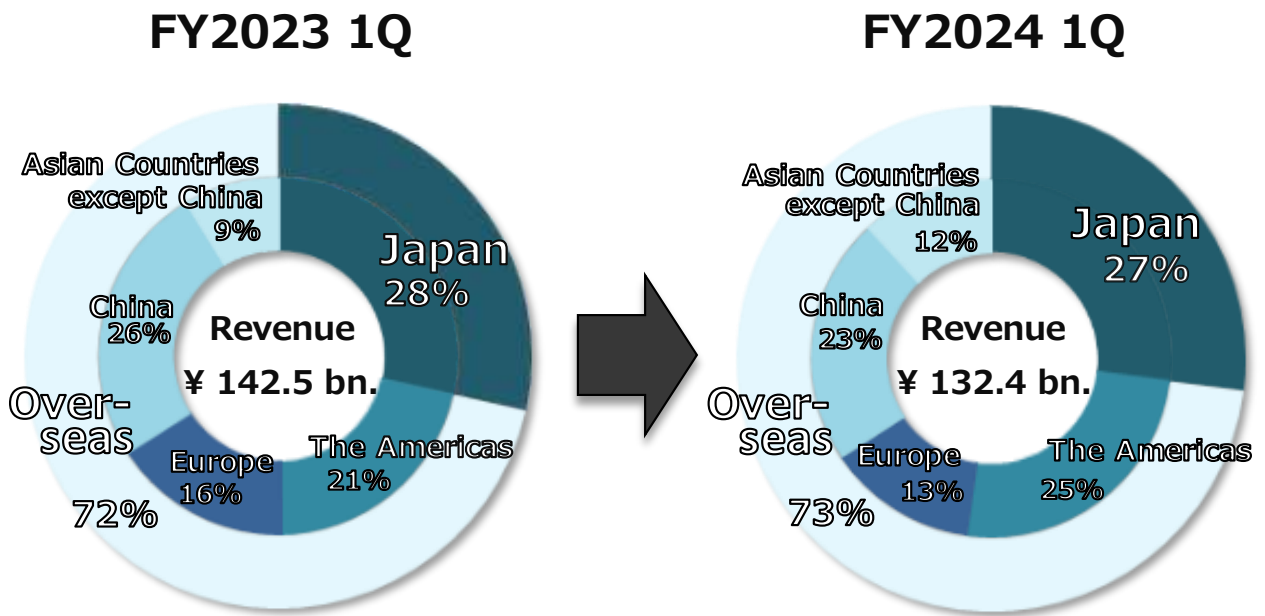 FY2023 1Q
Asian Countries
except China
9%
Japan
28%
China
26%
Revenue
¥ 142.5 bn.
Over-
seas
72%
Europe
16%
The Americas
21%
FY2024 1Q
Asian Countries
except China
12%
Japan
27%
China
23%
Revenue
¥ 132.4 bn.
Over-
seas
73%
Europe
13%
The Americas
25%